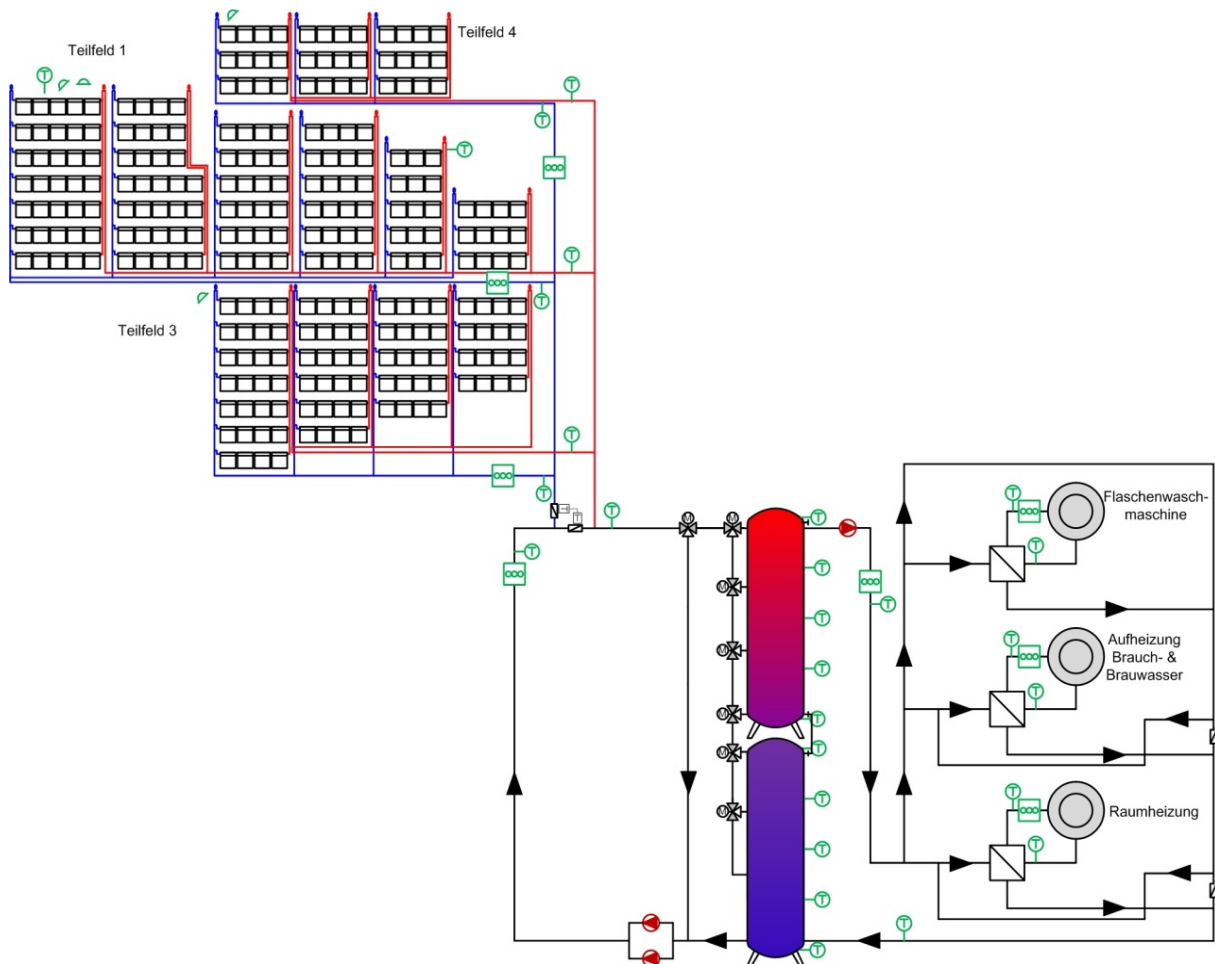 Teilfeld 4
Teilfeld 1
T
T
T
T
T
T
Teilfeld 3
T
T
T
Flaschenwasch-
maschine
T
M
M
T
T
T
T
M
T
T
T
Aufheizung
Brauch- &
Brauwasser
T
M
T
T
M
T
M
T
M
T
T
Raumheizung
M
T
T
T
T
T